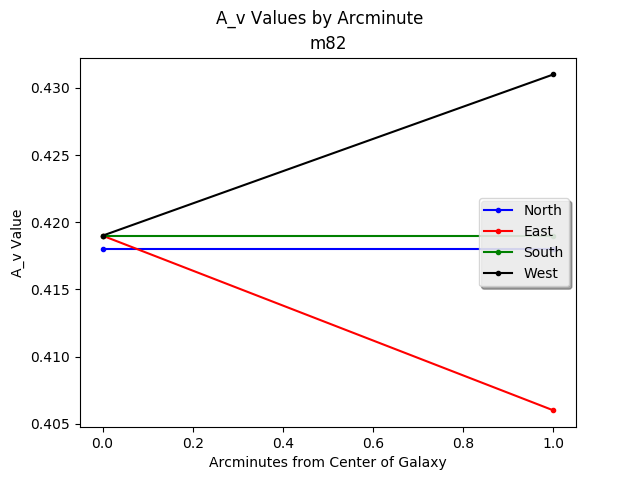 A_v Values by Arcminute
m82
0.430
0.425
0.420
0.415
0.410
0.405
A_v Value
North
East
South
West
0.0 0.2 0.4 0.6 0.8 1.0
Arcminutes from Center of Galaxy